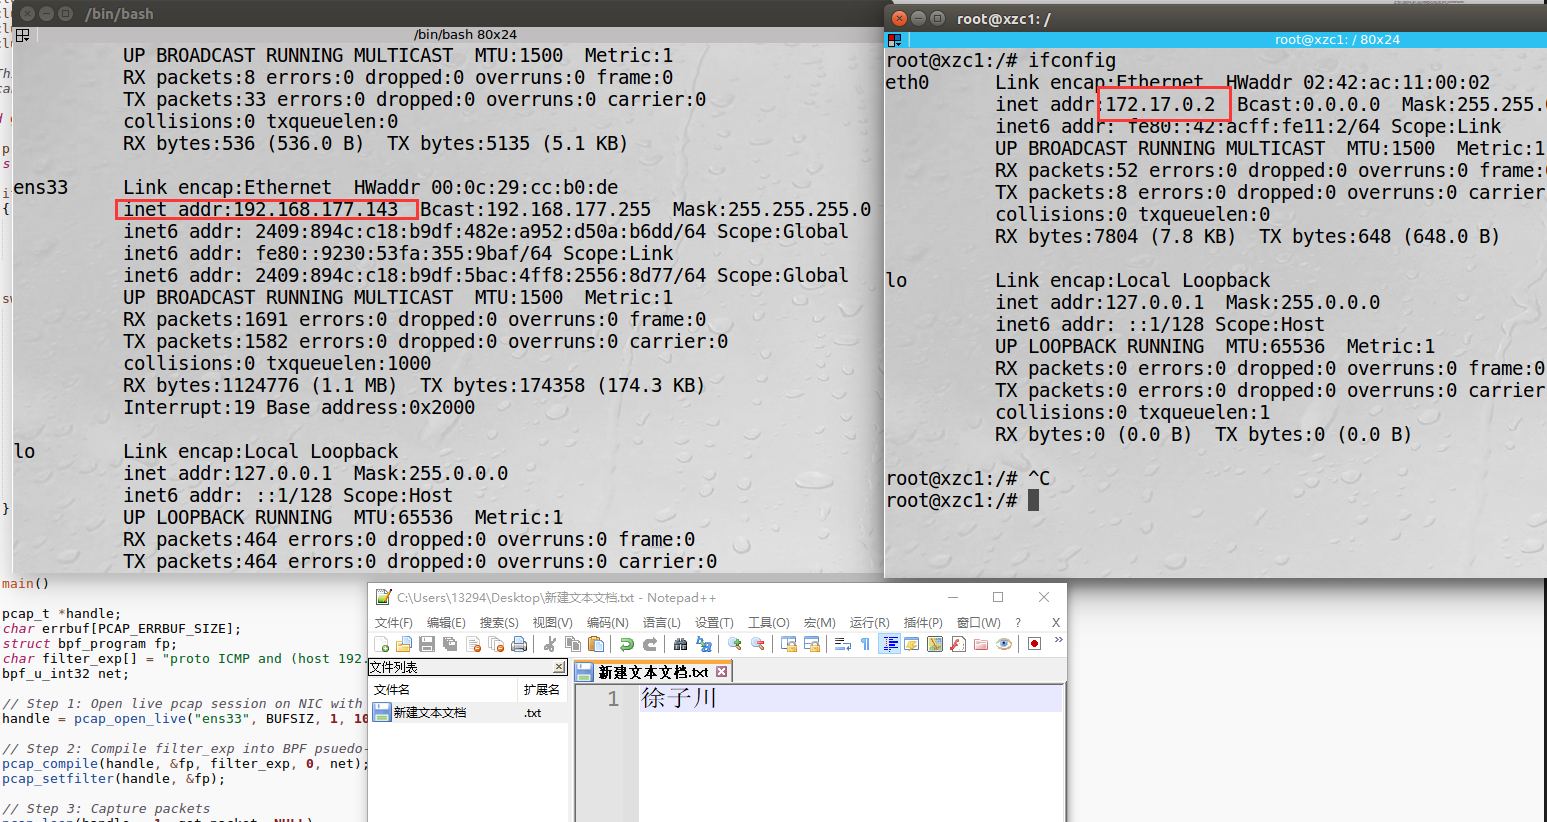 /bin/bash
/bin/bash 80x24
UP BROADCAST RUNNING MULTICAST  MTU:1500  Metric:1
RX packets:8 errors:0 dropped:0 overruns:0 frame:0
TX packets:33 errors:0 dropped:0 overruns:0 carrier:0
collisions:0 txqueuelen:0
RX bytes:536 (536.0 B)  TX bytes:5135 (5.1 KB)
ens33     Link encap:Ethernet  HWaddr 00:0c:29:cc:b0:de
inet addr:192.168.177.143  Bcast:192.168.177.255  Mask:255.255.255.0
inet6 addr: 2409:894c:c18:b9df:482e:a952:d50a:b6dd/64 Scope:Global
inet6 addr: fe80::9230:53fa:355:9baf/64 Scope:Link
inet6 addr: 2409:894c:c18:b9df:5bac:4ff8:2556:8d77/64 Scope:Global
UP BROADCAST RUNNING MULTICAST  MTU:1500  Metric:1
RX packets:1691 errors:0 dropped:0 overruns:0 frame:0
TX packets:1582 errors:0 dropped:0 overruns:0 carrier:0
collisions:0 txqueuelen:1000
RX bytes:1124776 (1.1 MB)  TX bytes:174358 (174.3 KB)
Interrupt:19 Base address:0x2000
lo        Link encap:Local Loopback
inet addr:127.0.0.1  Mask:255.0.0.0
inet6 addr: ::1/128 Scope:Host
UP LOOPBACK RUNNING  MTU:65536  Metric:1
RX packets:464 errors:0 dropped:0 overruns:0 frame:0
TX packets:464 errors:0 dropped:0 overruns:0 carrier:0
root@xzc1: /
root@xzc1: / 80x24
root@xzc1:/# ifconfig
eth0      Link encap:Ethernet  HWaddr 02:42:ac:11:00:02
inet addr:172.17.0.2  Bcast:0.0.0.0  Mask:255.255.
inet6 addr: fe80::42:acff:fe11:2/64 Scope:Link
UP BROADCAST RUNNING MULTICAST  MTU:1500  Metric:1
RX packets:52 errors:0 dropped:0 overruns:0 frame:
TX packets:8 errors:0 dropped:0 overruns:0 carrier
collisions:0 txqueuelen:0
RX bytes:7804 (7.8 KB)  TX bytes:648 (648.0 B)
lo        Link encap:Local Loopback
inet addr:127.0.0.1  Mask:255.0.0.0
inet6 addr: ::1/128 Scope:Host
UP LOOPBACK RUNNING  MTU:65536  Metric:1
RX packets:0 errors:0 dropped:0 overruns:0 frame:0
TX packets:0 errors:0 dropped:0 overruns:0 carrier
collisions:0 txqueuelen:1
RX bytes:0 (0.0 B)  TX bytes:0 (0.0 B)
root@xzc1:/# ^C
root@xzc1:/#
{
}
main()
pcap_t *handle;
char errbuf[PCAP_ERRBUF_SIZE];
struct bpf_program fp;
char filter_exp[] = "proto ICMP and (host 192.
bpf_u_int32 net;
// Step 1: Open live pcap session on NIC with
handle = pcap_open_live("ens33", BUFSIZ, 1, 10
// Step 2: Compile filter_exp into BPF psuedo-
pcap_compile(handle, &fp, filter_exp, 0, net);
pcap_setfilter(handle, &fp);
// Step 3: Capture packets
C:\Users\13294\Desktop\新建文本文档.txt - Notepad++
文件(F) 编辑(E) 搜索(S) 视图(V) 编码(N) 语言(L) 设置(T) 工具(O) 宏(M) 运行(R) 插件(P) 窗口(W) ? X
文件列表
新建文本文档.txt
文件名 扩展名
新建文本文档 .txt
1 徐子川